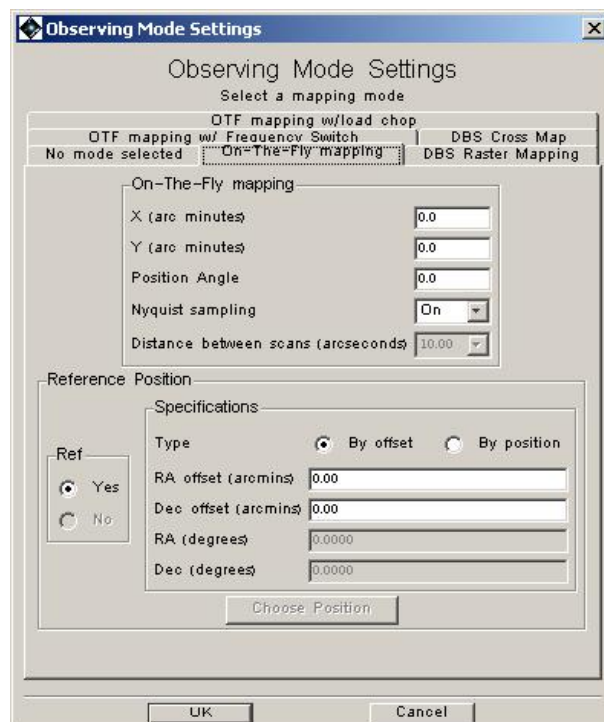 Observing Mode Settings
Observing Mode Settings
Select a mapping mode
OTF mapping w/load chop
OTF mapping w/ Frequency Switch DBS Cross Map
No mode selected On-The-Fly mapping DBS Raster Mapping
On-The-Fly mapping
X (arc minutes) 0.0
Y (arc minutes) 0.0
Position Angle 0.0
Nyquist sampling On
Distance between scans (arcseconds) 10.00
Reference Position
Specifications
Type By offset By position
Ref
Yes
No
RA offset (arcmins) 0.00
Dec offset (arcmins) 0.00
RA (degrees) 0.0000
Dec (degrees) 0.0000
Choose Position
OK Cancel